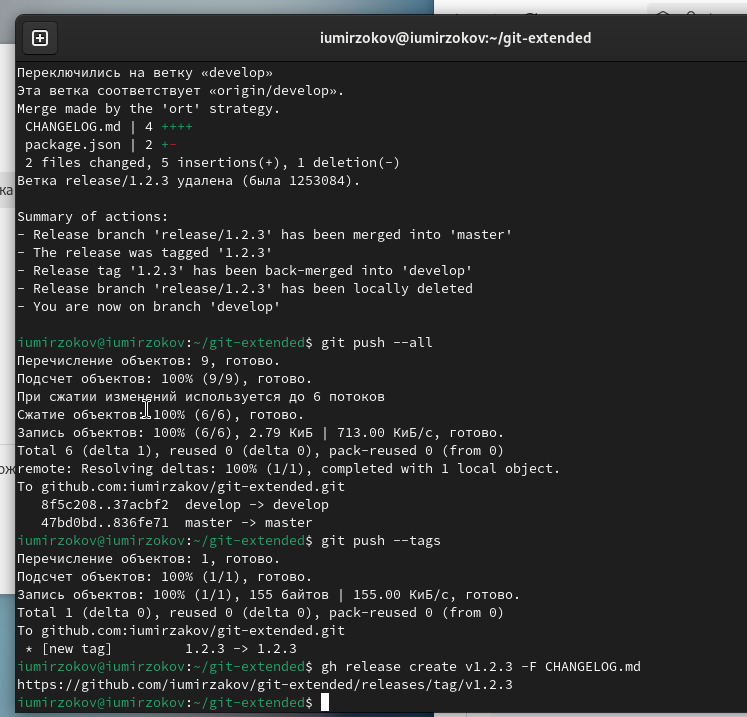 iumirzokov@iumirzokov:~/git-extended
Переключились на ветку «develop»
Эта ветка соответствует «origin/develop».
Merge made by the 'ort' strategy.
 CHANGELOG.md | 4 ++++
 package.json | 2 +-
 2 files changed, 5 insertions(+), 1 deletion(-)
Ветка release/1.2.3 удалена (была 1253084).

Summary of actions:
- Release branch 'release/1.2.3' has been merged into 'master'
- The release was tagged '1.2.3'
- Release tag '1.2.3' has been back-merged into 'develop'
- Release branch 'release/1.2.3' has been locally deleted
- You are now on branch 'develop'

iumirzokov@iumirzokov:~/git-extended$ git push --all
Перечисление объектов: 9, готово.
Подсчет объектов: 100% (9/9), готово.
При сжатии изменений используется до 6 потоков
Сжатие объектов: 100% (6/6), готово.
Запись объектов: 100% (6/6), 2.79 КиБ | 713.00 КиБ/с, готово.
Total 6 (delta 1), reused 0 (delta 0), pack-reused 0 (from 0)
remote: Resolving deltas: 100% (1/1), completed with 1 local object.
To github.com:iumirzakov/git-extended.git
   8f5c208..37acbf2  develop -> develop
   47bd0bd..836fe71  master -> master
iumirzokov@iumirzokov:~/git-extended$ git push --tags
Перечисление объектов: 1, готово.
Подсчет объектов: 100% (1/1), готово.
Запись объектов: 100% (1/1), 155 байтов | 155.00 КиБ/с, готово.
Total 1 (delta 0), reused 0 (delta 0), pack-reused 0 (from 0)
To github.com:iumirzakov/git-extended.git
 * [new tag]         1.2.3 -> 1.2.3
iumirzokov@iumirzokov:~/git-extended$ gh release create v1.2.3 -F CHANGELOG.md
https://github.com/iumirzakov/git-extended/releases/tag/v1.2.3
iumirzokov@iumirzokov:~/git-extended$